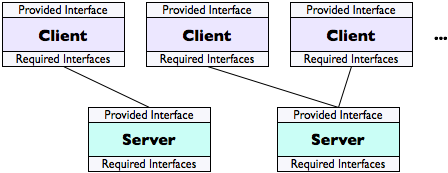 Provided Interface Provided Interface Provided Interface
Client Client Client ...
Required Interfaces Required Interfaces Required Interfaces
Provided Interface Provided Interface
Server Server
Required Interfaces Required Interfaces